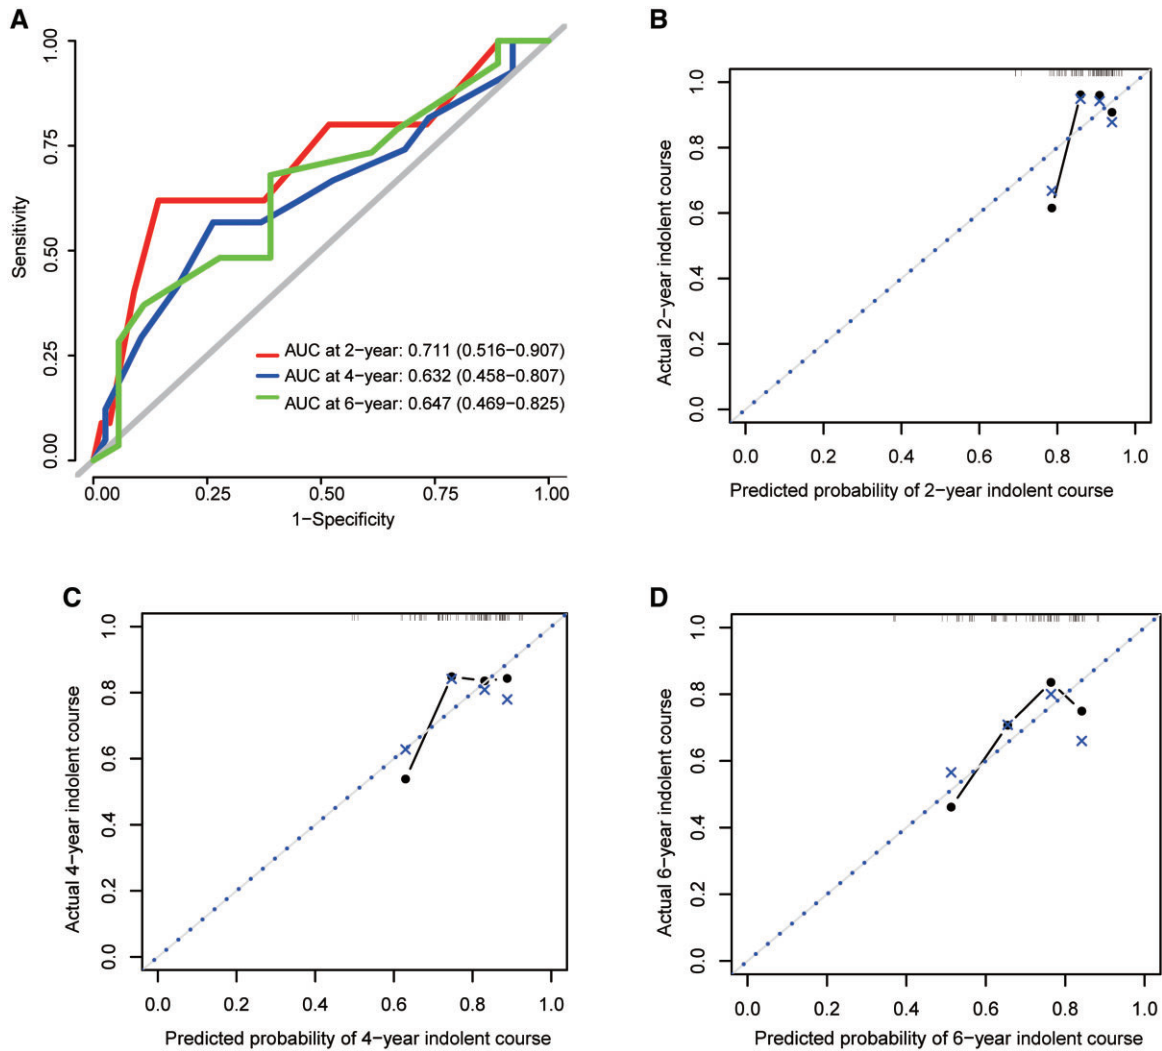 A
Sensitivity
1.00
0.75
0.50
0.25
0.00
AUC at 2−year: 0.711 (0.516−0.907)
AUC at 4−year: 0.632 (0.458−0.807)
AUC at 6−year: 0.647 (0.469−0.825)
0.00 0.25 0.50 0.75 1.00
1−Specificity
B
Actual 2−year indolent course
1.0
0.8
0.6
0.4
0.2
0.0
0.0 0.2 0.4 0.6 0.8 1.0
Predicted probability of 2−year indolent course
C
Actual 4−year indolent course
1.0
0.8
0.6
0.4
0.2
0.0
0.0 0.2 0.4 0.6 0.8 1.0
Predicted probability of 4−year indolent course
D
Actual 6−year indolent course
1.0
0.8
0.6
0.4
0.2
0.0
0.0 0.2 0.4 0.6 0.8 1.0
Predicted probability of 6−year indolent course